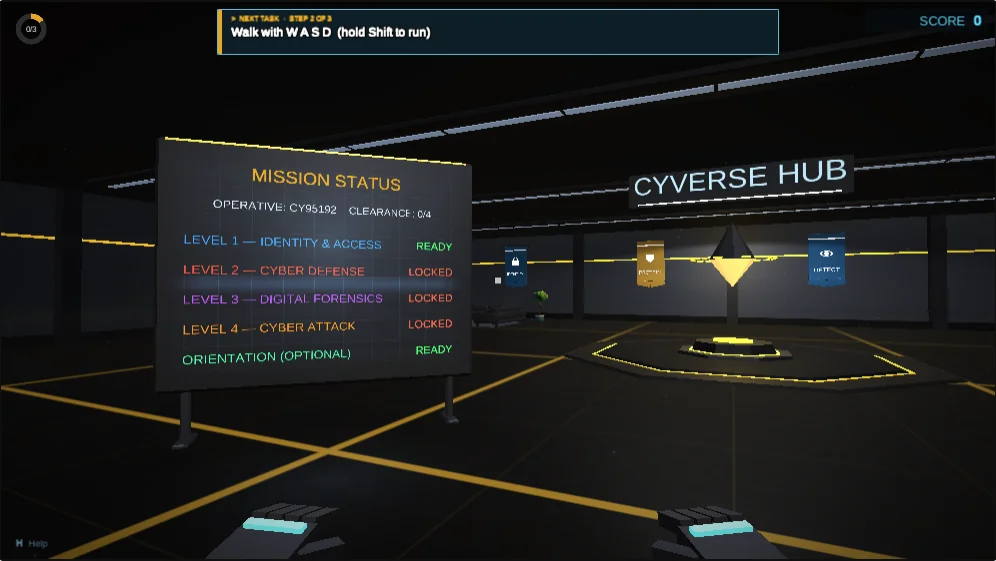 0/3
> NEXT TASK · STEP 2 OF 3
Walk with W A S D (hold Shift to run)
SCORE 0
MISSION STATUS
OPERATIVE: CY95192 CLEARANCE: 0/4
LEVEL 1 — IDENTITY & ACCESS READY
LEVEL 2 — CYBER DEFENSE LOCKED
LEVEL 3 — DIGITAL FORENSICS LOCKED
LEVEL 4 — CYBER ATTACK LOCKED
ORIENTATION (OPTIONAL) READY
CYVERSE HUB
DETECT
H Help